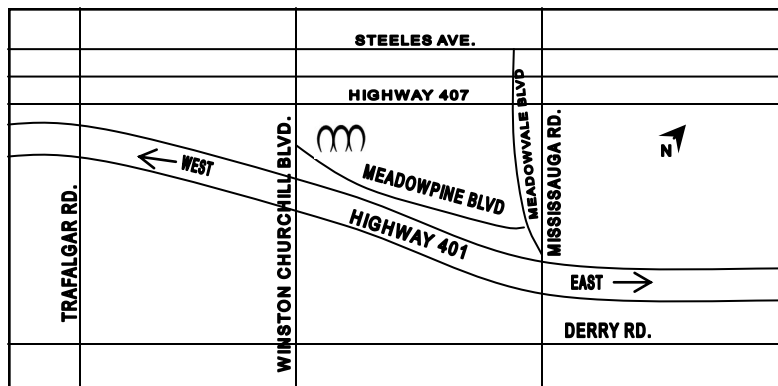 STEELES AVE.
HIGHWAY 407
MEADOWVALE BLVD
MISSISSAUGA RD.
N
WEST
MEADOWPINE BLVD
WINSTON CHURCHILL BLVD.
TRAFALGAR RD.
HIGHWAY 401
EAST
DERRY RD.